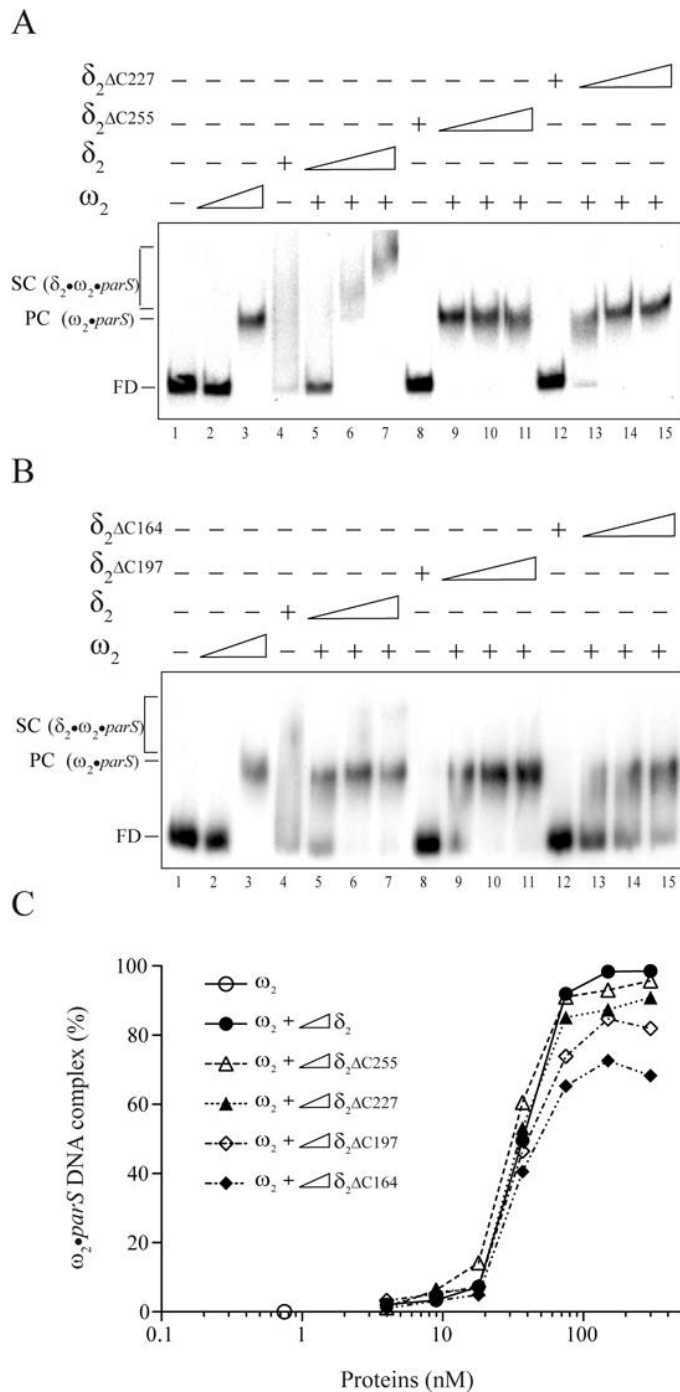 A
δ₂ΔC227 – – – – – – – – – – – +
δ₂ΔC255 – – – – – – – + – – – –
δ₂ – – – + – – – – – – – –
ω₂ – – + + + – + + + – + + +
SC (δ₂•ω₂•parS)
PC (ω₂•parS)
FD
1 2 3 4 5 6 7 8 9 10 11 12 13 14 15
B
δ₂ΔC164 – – – – – – – – – – – +
δ₂ΔC197 – – – – – – – + – – – –
δ₂ – – – + – – – – – – – –
ω₂ – – + + + – + + + – + + +
SC (δ₂•ω₂•parS)
PC (ω₂•parS)
FD
1 2 3 4 5 6 7 8 9 10 11 12 13 14 15
C
ω₂•parS DNA complex (%)
100
80
60
40
20
0
ω₂
ω₂ + δ₂
ω₂ + δ₂ΔC255
ω₂ + δ₂ΔC227
ω₂ + δ₂ΔC197
ω₂ + δ₂ΔC164
0.1 1 10 100
Proteins (nM)